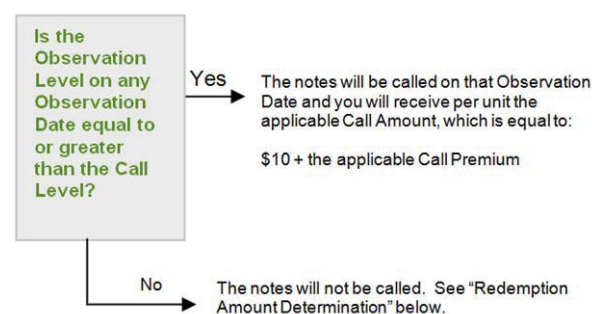 Is the
Observation
Level on any
Observation
Date equal to
or greater
than the Call
Level?
Yes
The notes will be called on that Observation
Date and you will receive per unit the
applicable Call Amount, which is equal to:
$10 + the applicable Call Premium
No
The notes will not be called. See “Redemption
Amount Determination” below.